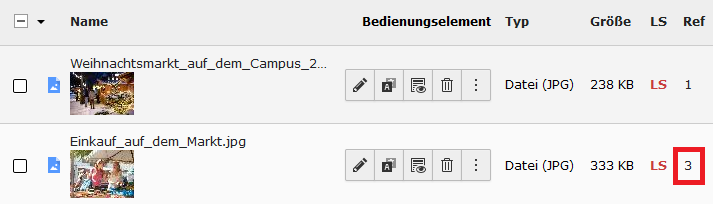 Name Bedienungselement Typ Größe LS Ref
Weihnachtsmarkt_auf_dem_Campus_2...
Datei (JPG) 238 KB LS 1
Einkauf_auf_dem_Markt.jpg
Datei (JPG) 333 KB LS 3